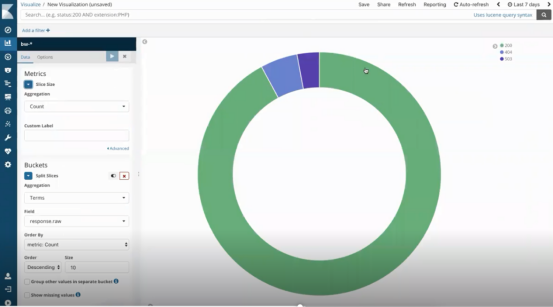 Visualize / New Visualization (unsaved)
Save Share Refresh Reporting Auto-refresh Last 7 days
Search... (e.g. status:200 AND extension:PHP)
Uses lucene query syntax
Add a filter
Data Options
Metrics
Slice Size
Aggregation
Count
Custom Label
Advanced
Buckets
Split Slices
Aggregation
Terms
Field
response.raw
Order By
metric: Count
Order Size
Descending 10
Group other values in separate bucket
Show missing values
200
404
503